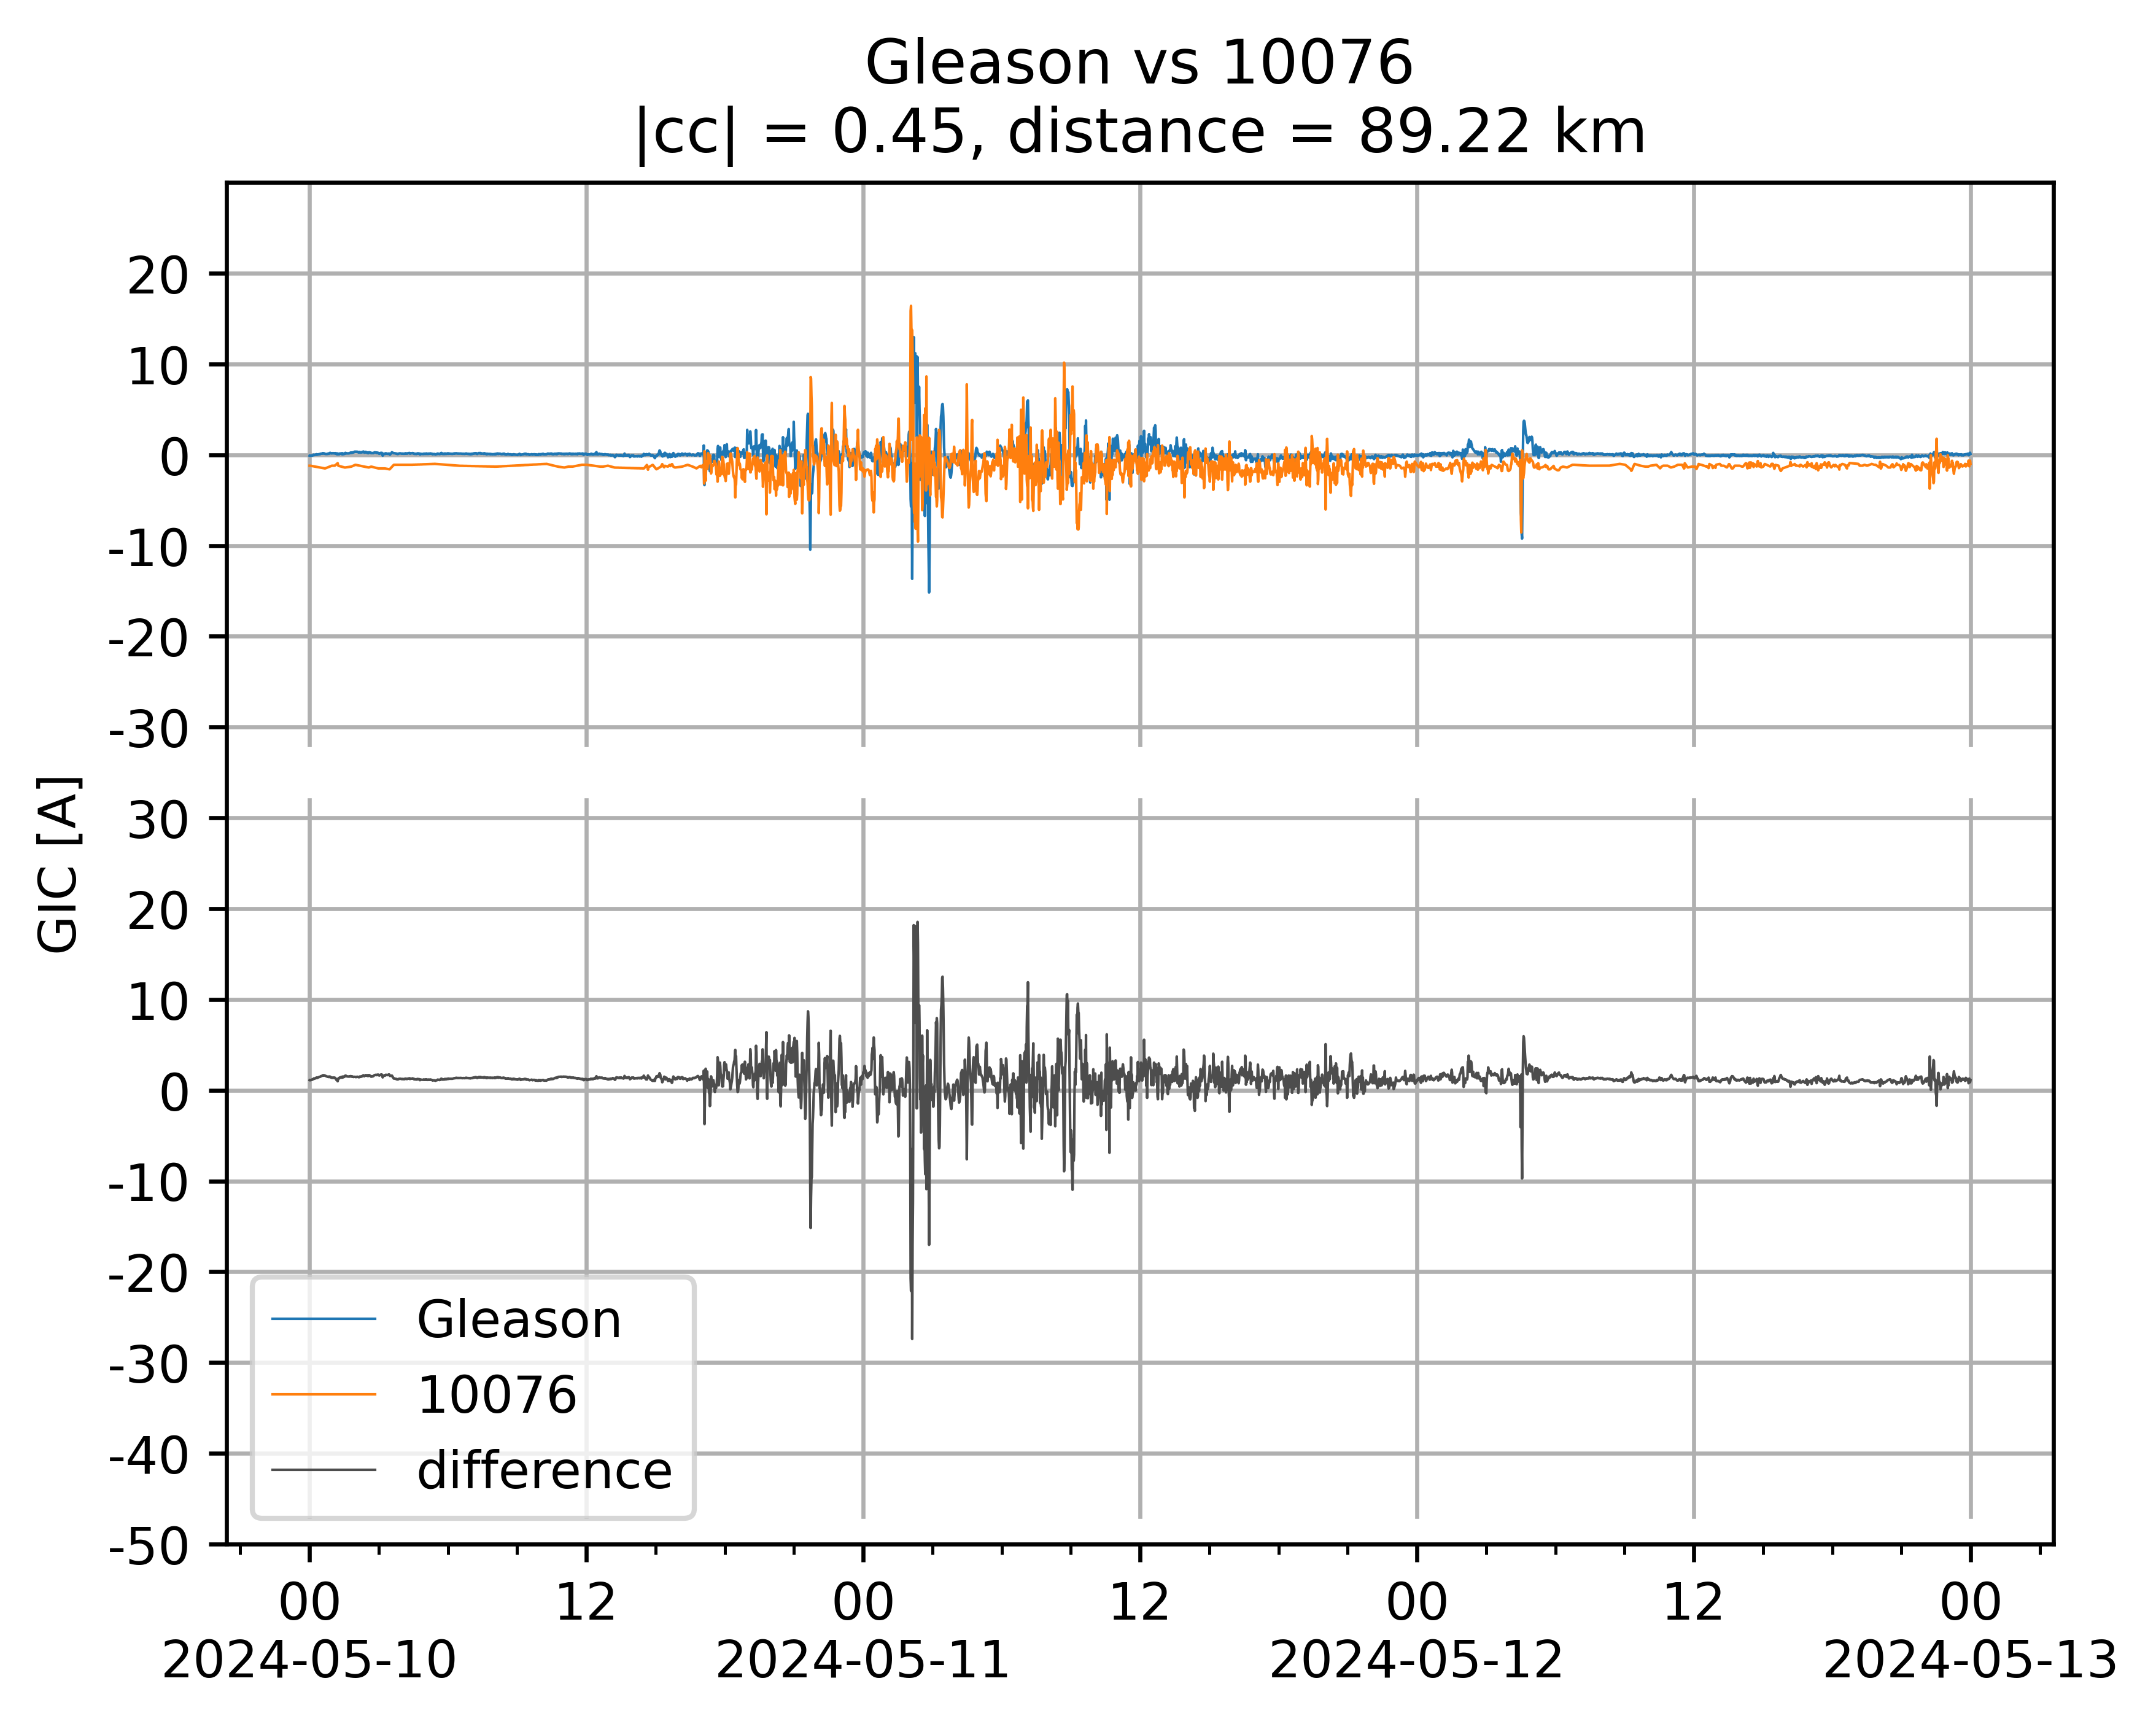 Gleason vs 10076
|cc| = 0.45, distance = 89.22 km
20
10
0
-10
-20
-30
30
20
10
0
-10
-20
-30
-40
-50
GIC [A]
Gleason
10076
difference
00 12 00 12 00 12 00
2024-05-10 2024-05-11 2024-05-12 2024-05-13